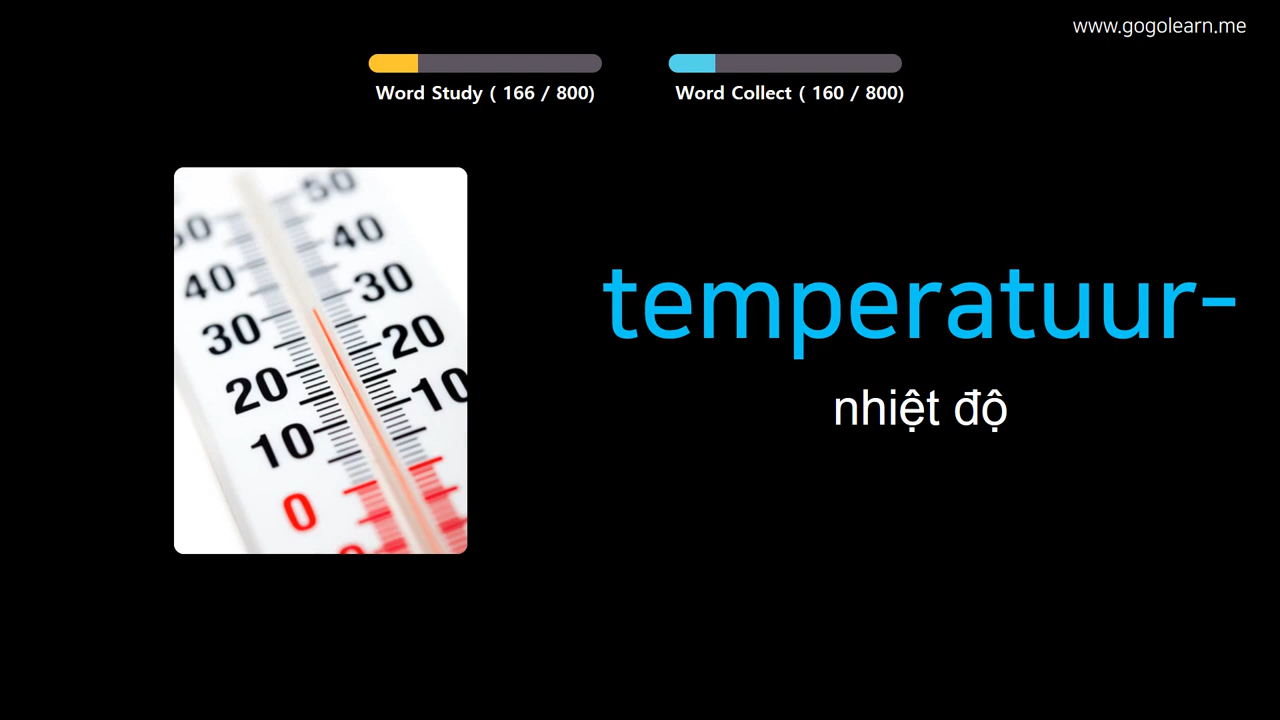 www.gogolearn.me
Word Study ( 166 / 800)
Word Collect ( 160 / 800)
50
50
40
40
30
30
20
20
10
10
0
temperatuur-
nhiệt độ